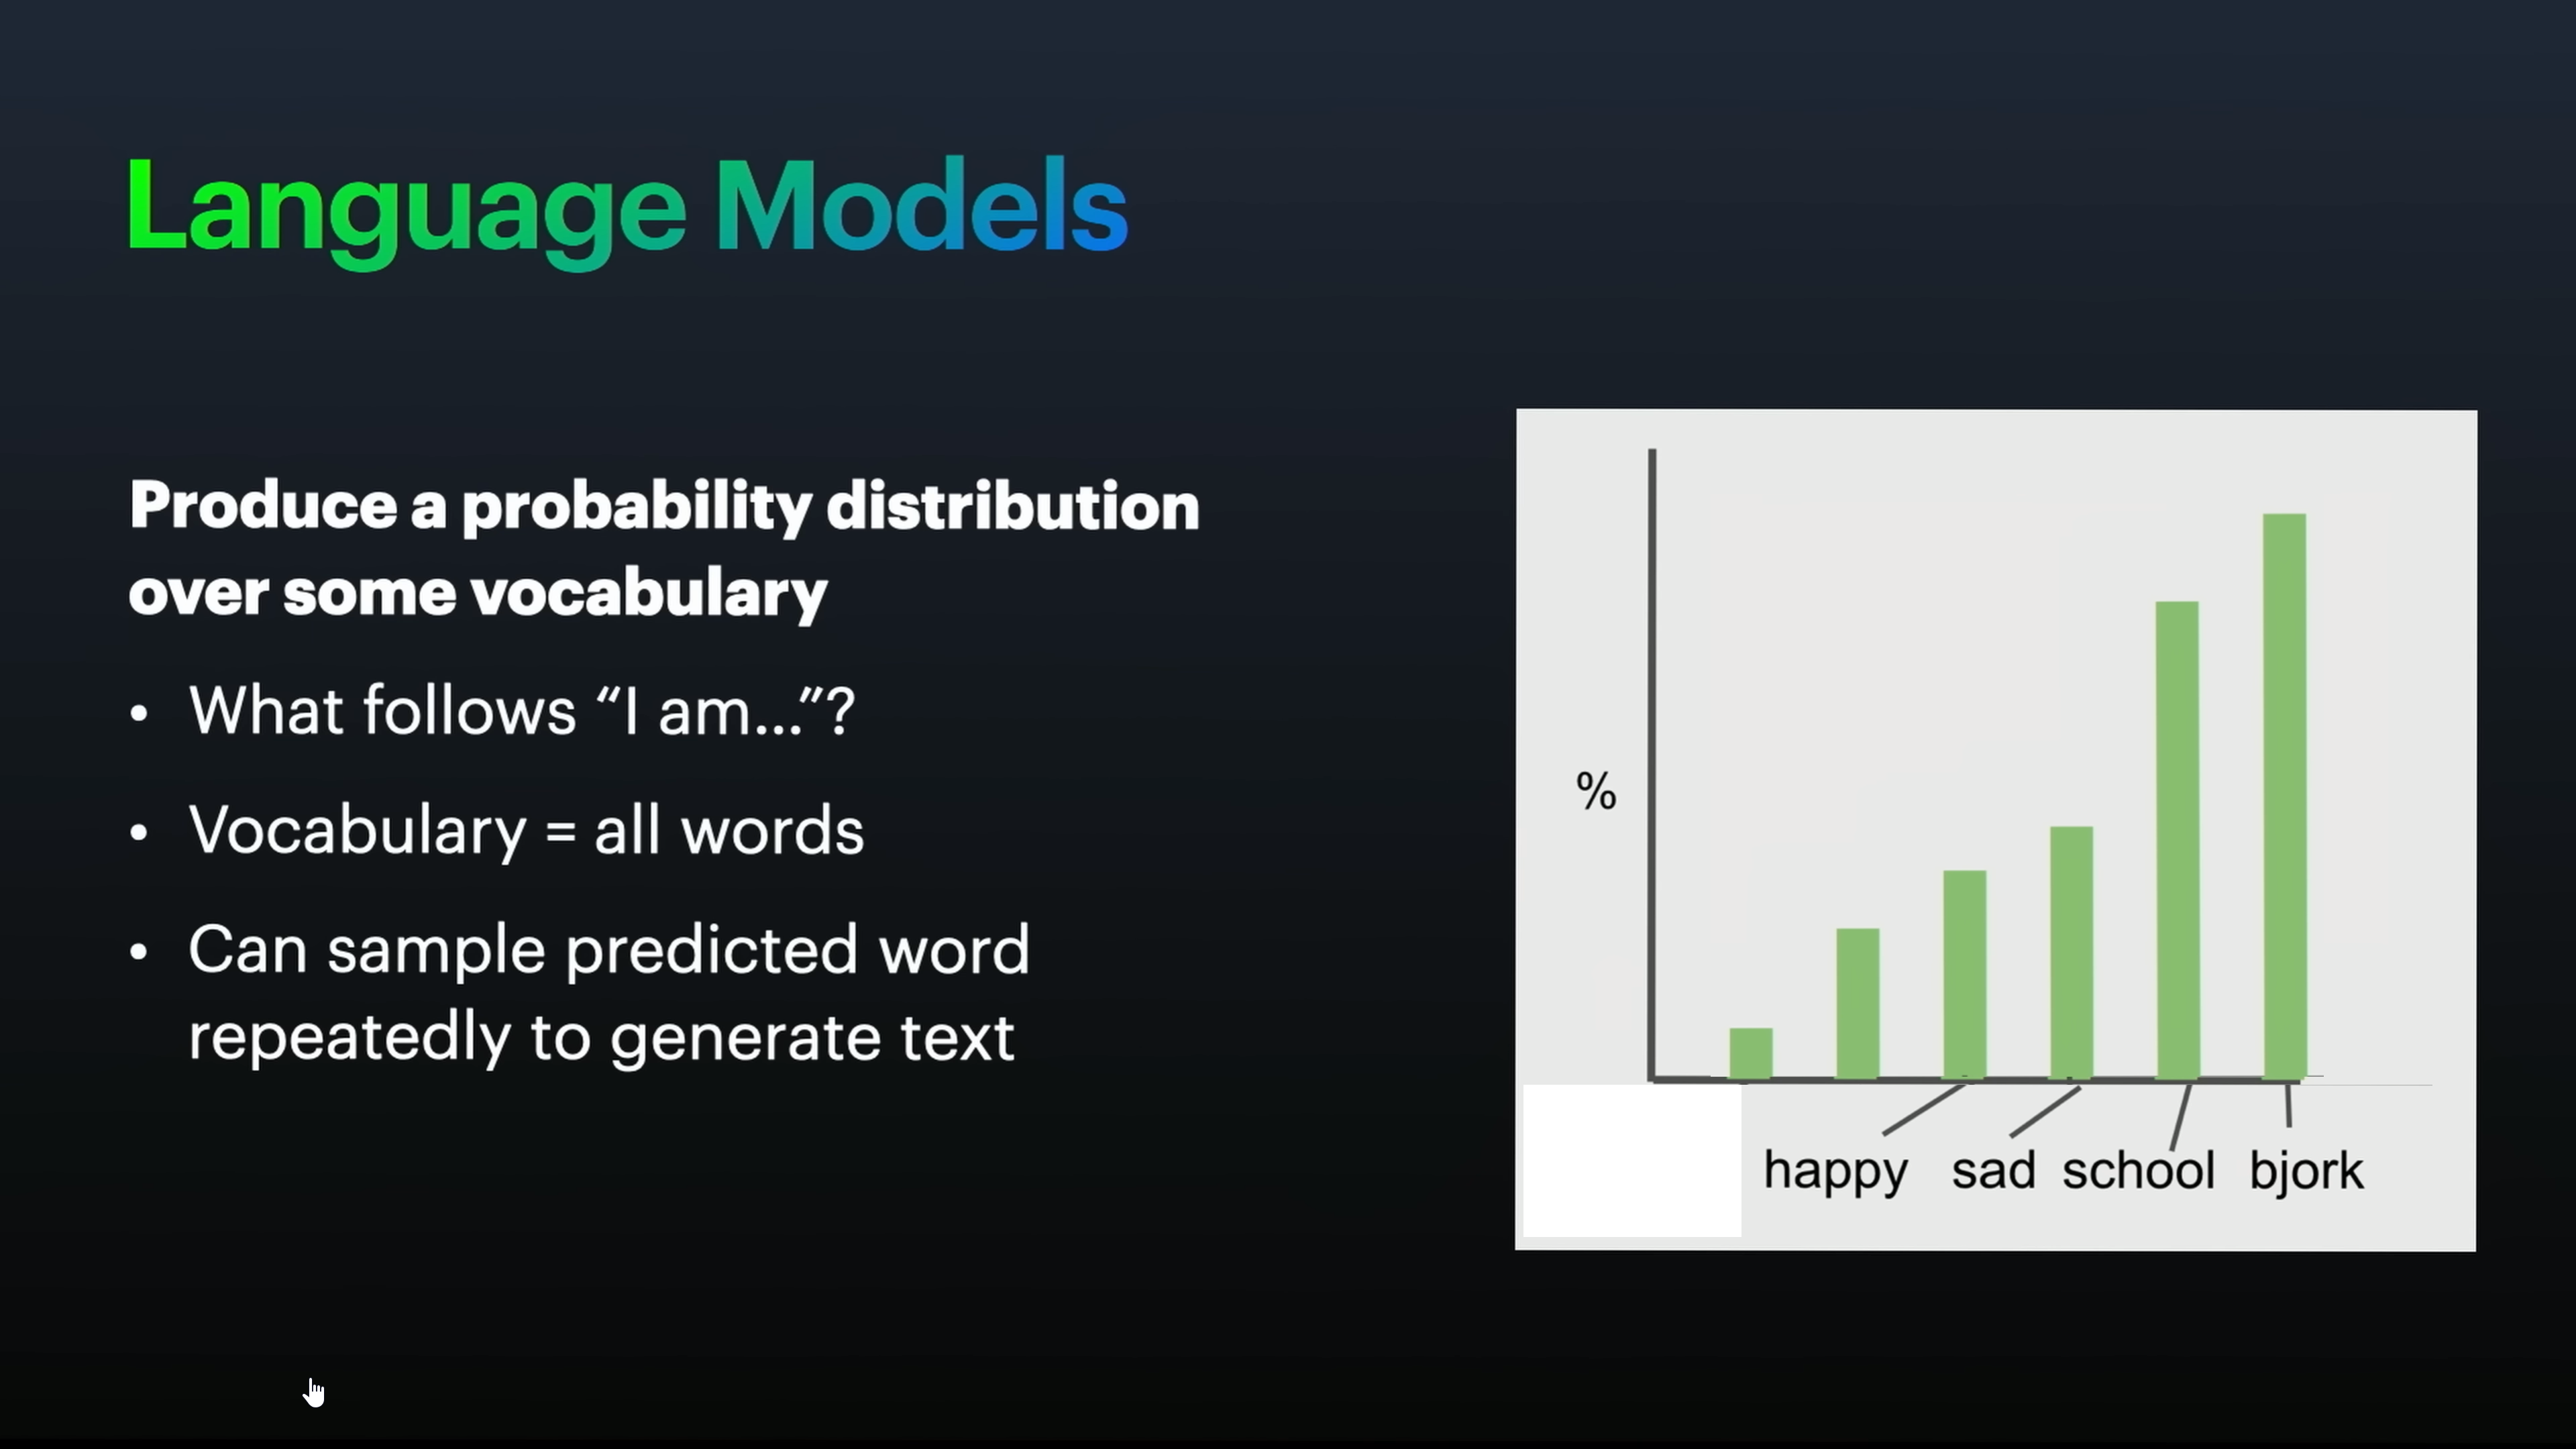 Language Models
Produce a probability distribution
over some vocabulary
• What follows “I am...”?
• Vocabulary = all words
• Can sample predicted word
repeatedly to generate text
%
happy sad school bjork